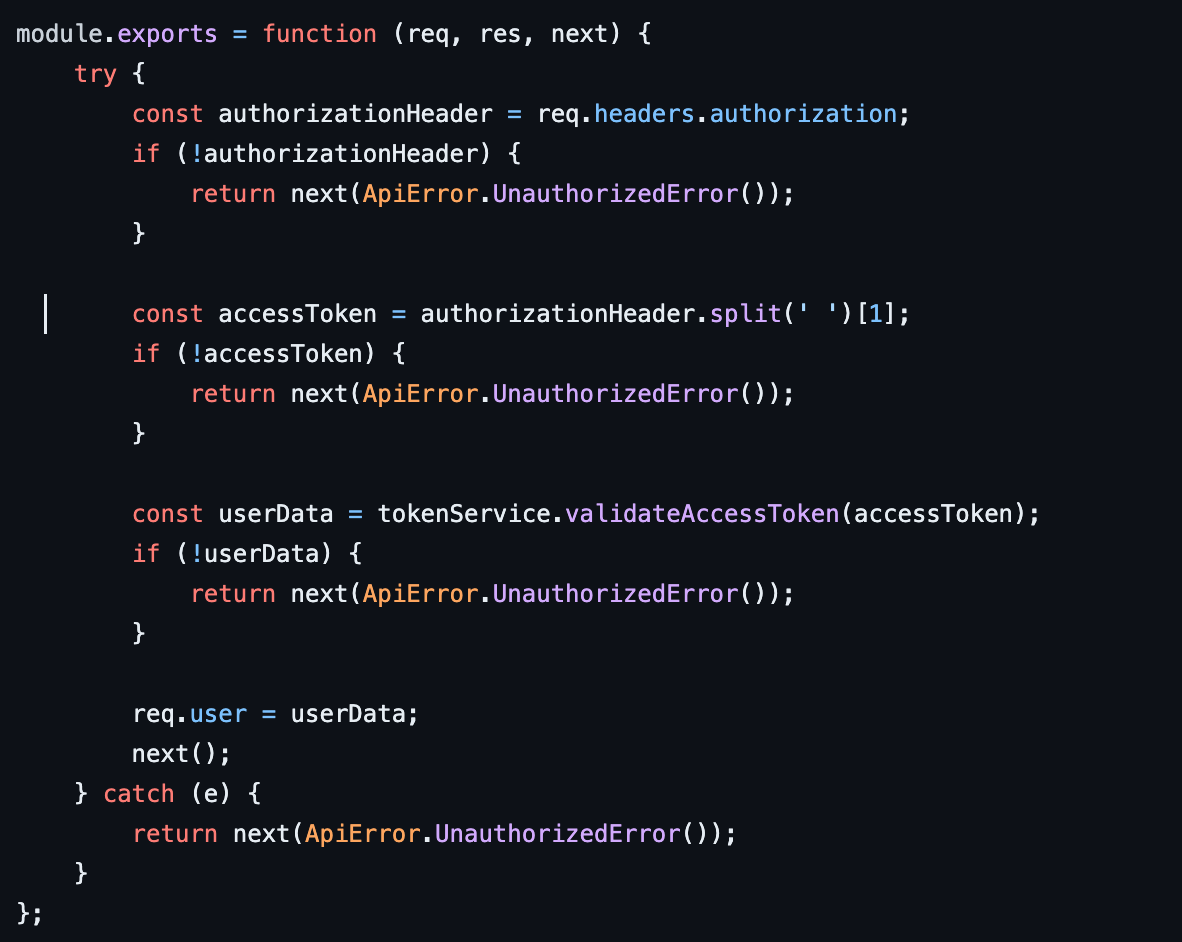 module.exports = function (req, res, next) {
    try {
        const authorizationHeader = req.headers.authorization;
        if (!authorizationHeader) {
            return next(ApiError.UnauthorizedError());
        }

        const accessToken = authorizationHeader.split(' ')[1];
        if (!accessToken) {
            return next(ApiError.UnauthorizedError());
        }

        const userData = tokenService.validateAccessToken(accessToken);
        if (!userData) {
            return next(ApiError.UnauthorizedError());
        }

        req.user = userData;
        next();
    } catch (e) {
        return next(ApiError.UnauthorizedError());
    }
};